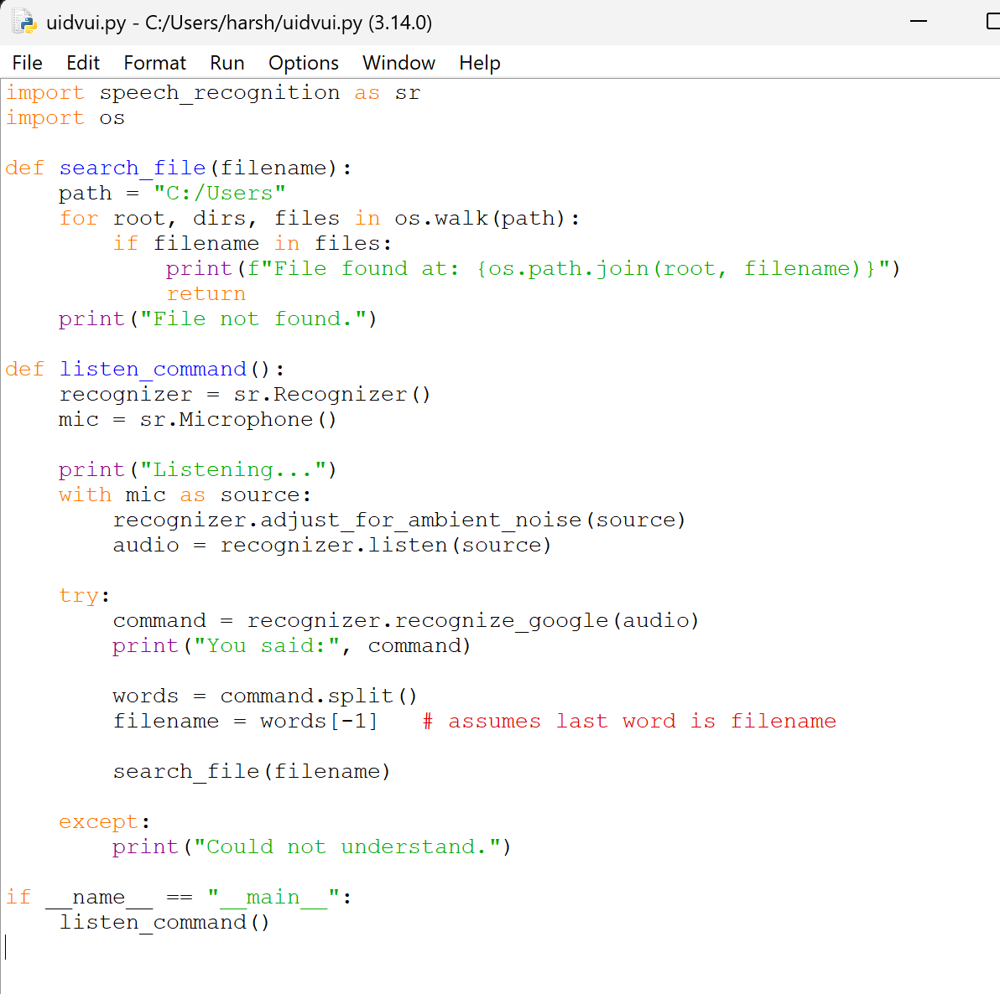 uidvui.py - C:/Users/harsh/uidvui.py (3.14.0)
File Edit Format Run Options Window Help
import speech_recognition as sr
import os

def search_file(filename):
    path = "C:/Users"
    for root, dirs, files in os.walk(path):
        if filename in files:
            print(f"File found at: {os.path.join(root, filename)}")
            return
    print("File not found.")

def listen_command():
    recognizer = sr.Recognizer()
    mic = sr.Microphone()

    print("Listening...")
    with mic as source:
        recognizer.adjust_for_ambient_noise(source)
        audio = recognizer.listen(source)

    try:
        command = recognizer.recognize_google(audio)
        print("You said:", command)

        words = command.split()
        filename = words[-1]   # assumes last word is filename

        search_file(filename)

    except:
        print("Could not understand.")

if __name__ == "__main__":
    listen_command()